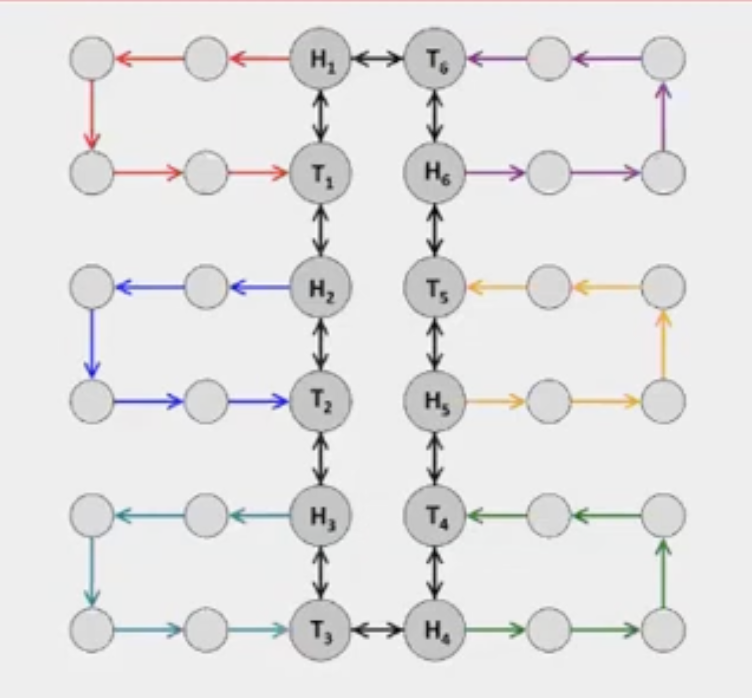 H₁ T₆
T₁ H₆
H₂ T₅
T₂ H₅
H₃ T₄
T₃ H₄